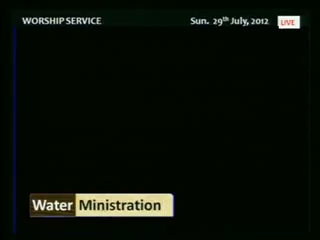 WORSHIP SERVICE
Sun. 29th July, 2012
LIVE
Water Ministration